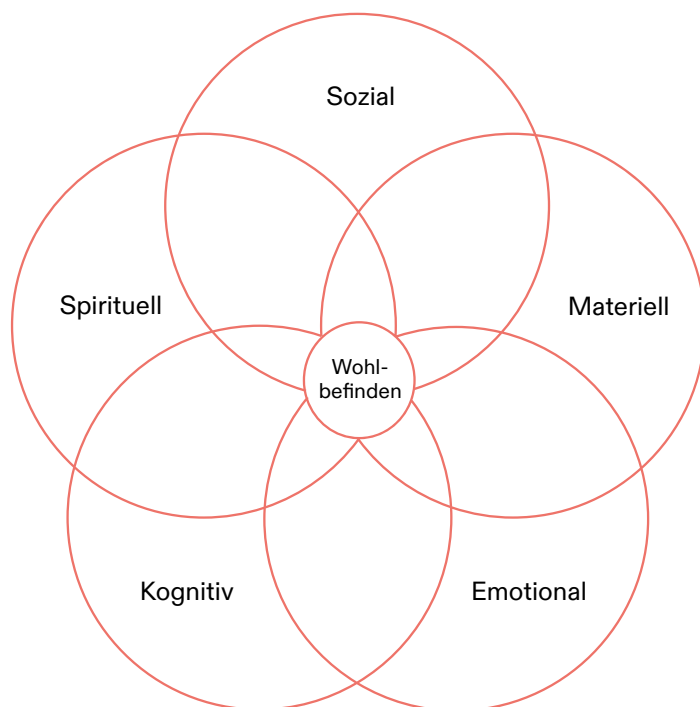 Sozial
Spirituell
Materiell
Wohl-
befinden
Kognitiv
Emotional